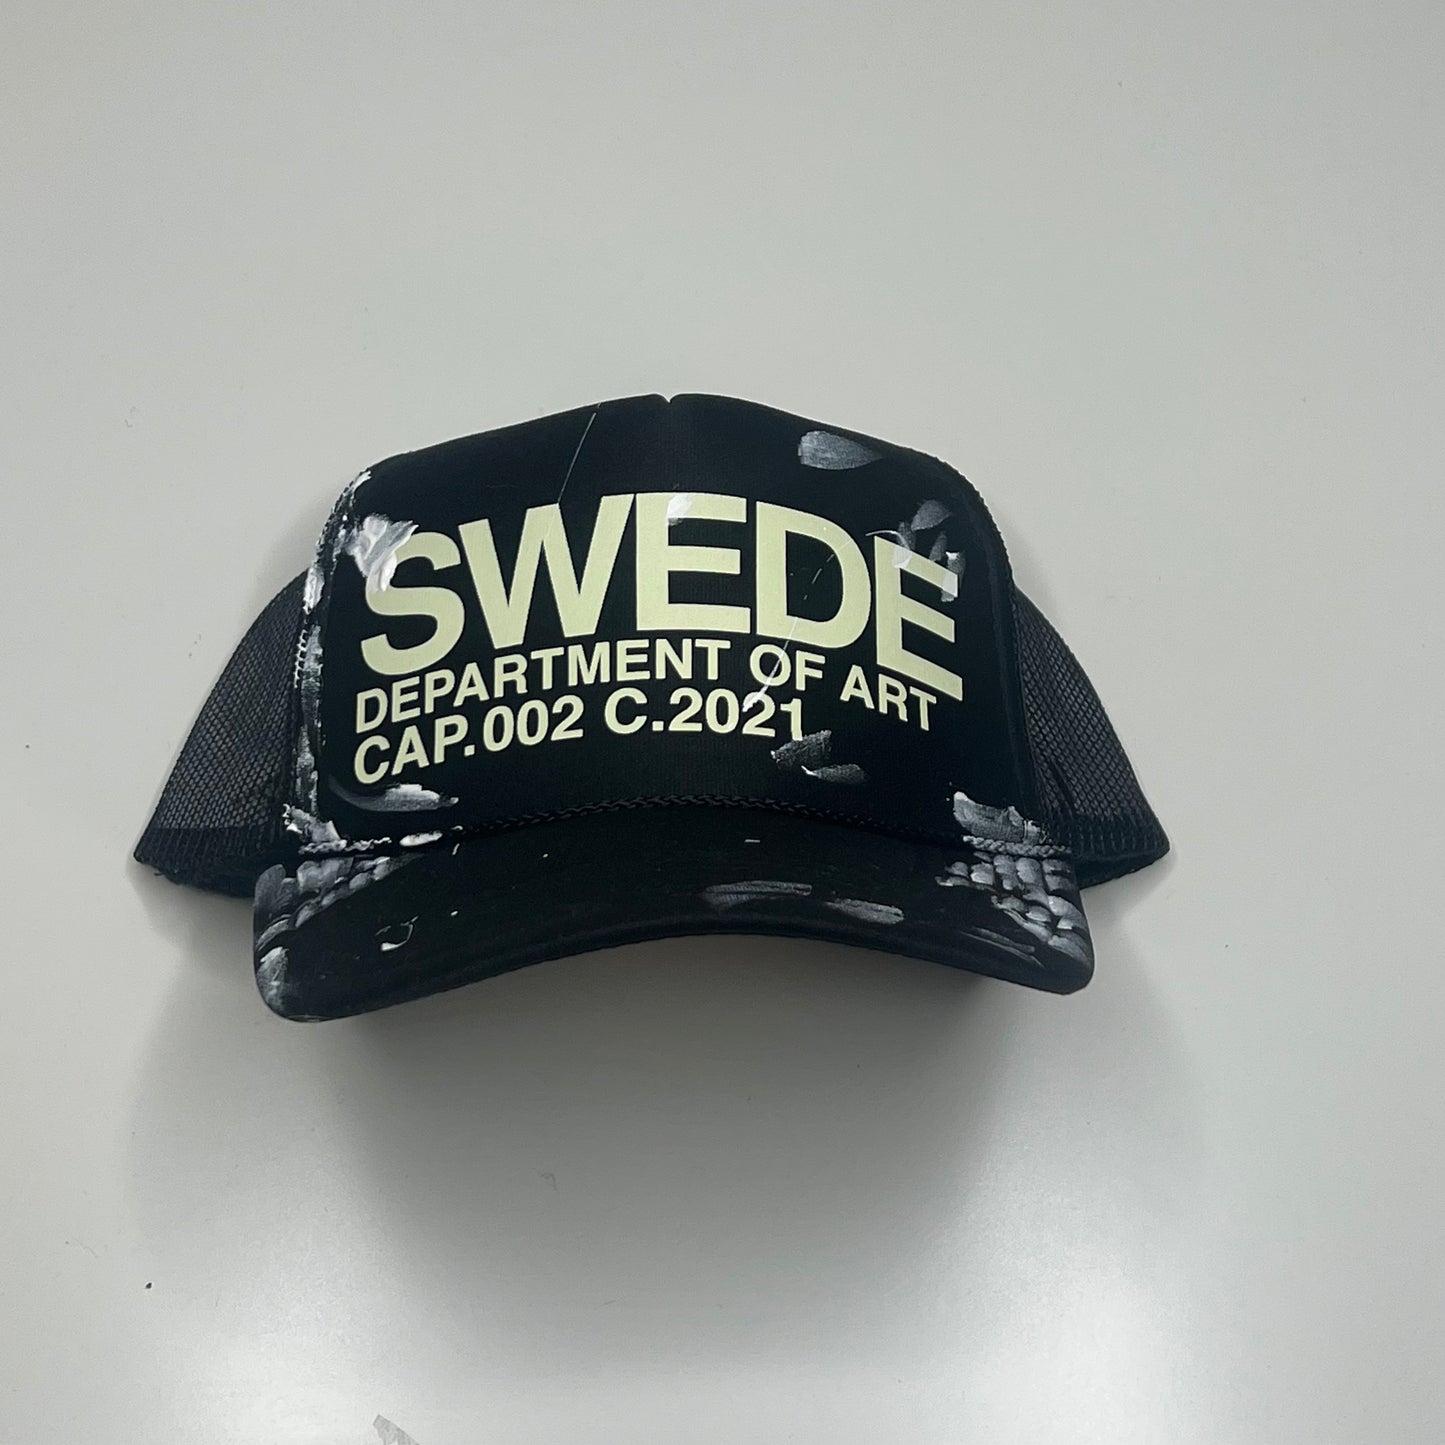 SWEDE
DEPARTMENT OF ART
CAP.002 C.2021